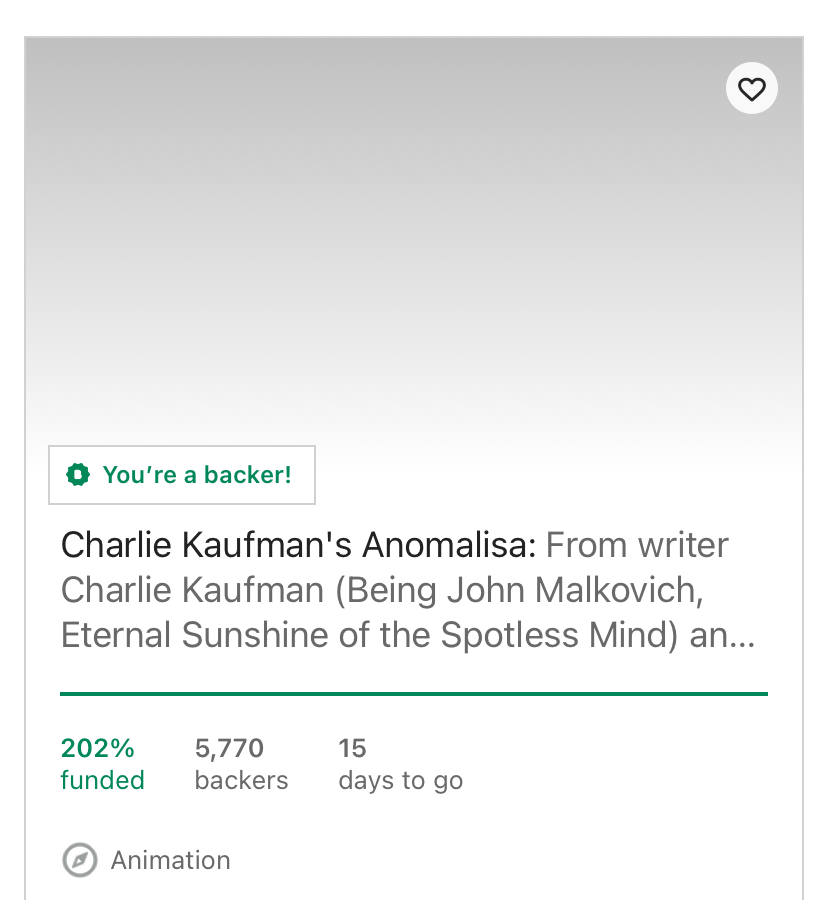 You’re a backer!
Charlie Kaufman's Anomalisa: From writer
Charlie Kaufman (Being John Malkovich,
Eternal Sunshine of the Spotless Mind) an...
202% 5,770 15
funded backers days to go
Animation